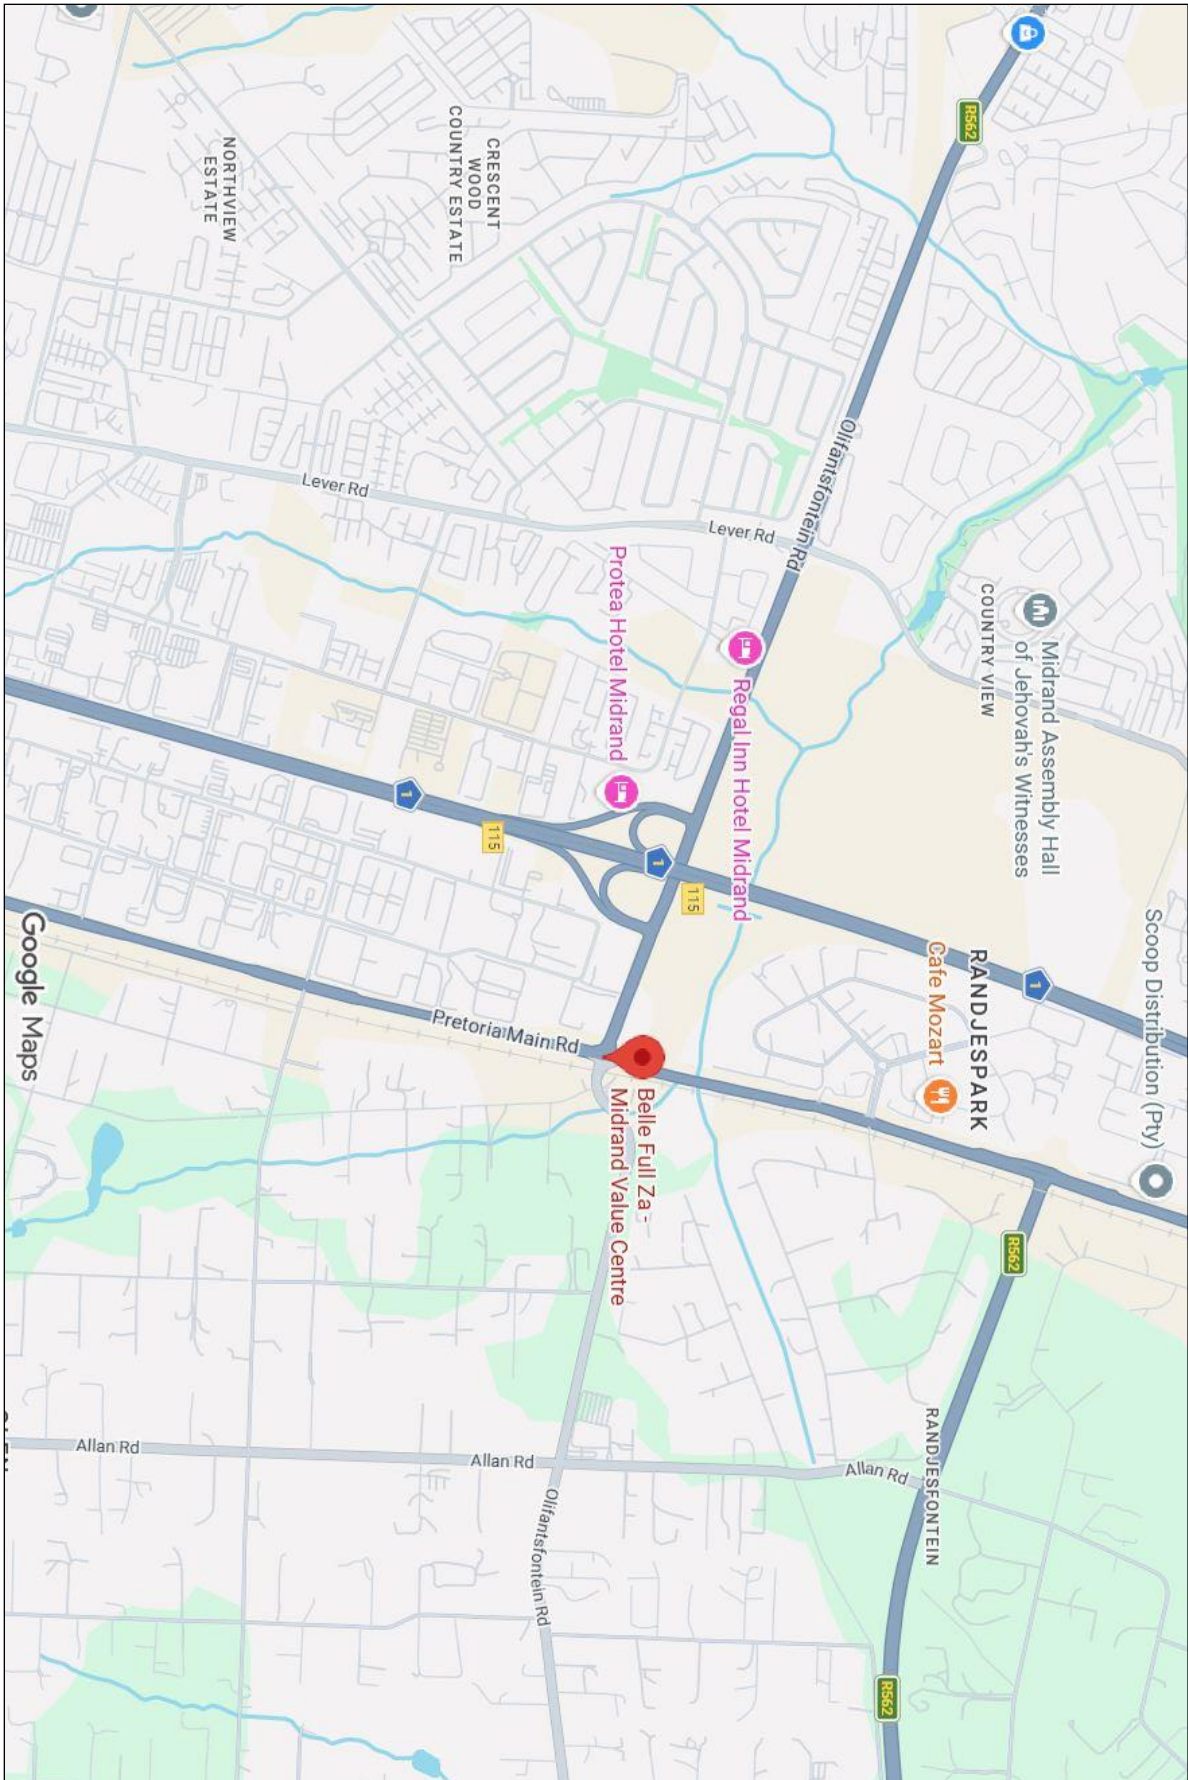 Scoop Distribution (Pty)
Midrand Assembly Hall
of Jehovah's Witnesses
1
R562
COUNTRY VIEW
RANDJESPARK
R562
Cafe Mozart
RANDJESFONTEIN
R562
Allan Rd
Olifantsfontein Rd
Regal Inn Hotel Midrand
Lever Rd
115
1
Belle Full Za -
Midrand Value Centre
Protea Hotel Midrand
Olifantsfontein Rd
Pretoria Main Rd
Allan Rd
115
CRESCENT
WOOD
COUNTRY ESTATE
1
Lever Rd
NORTHVIEW
ESTATE
Allan Rd
Google Maps